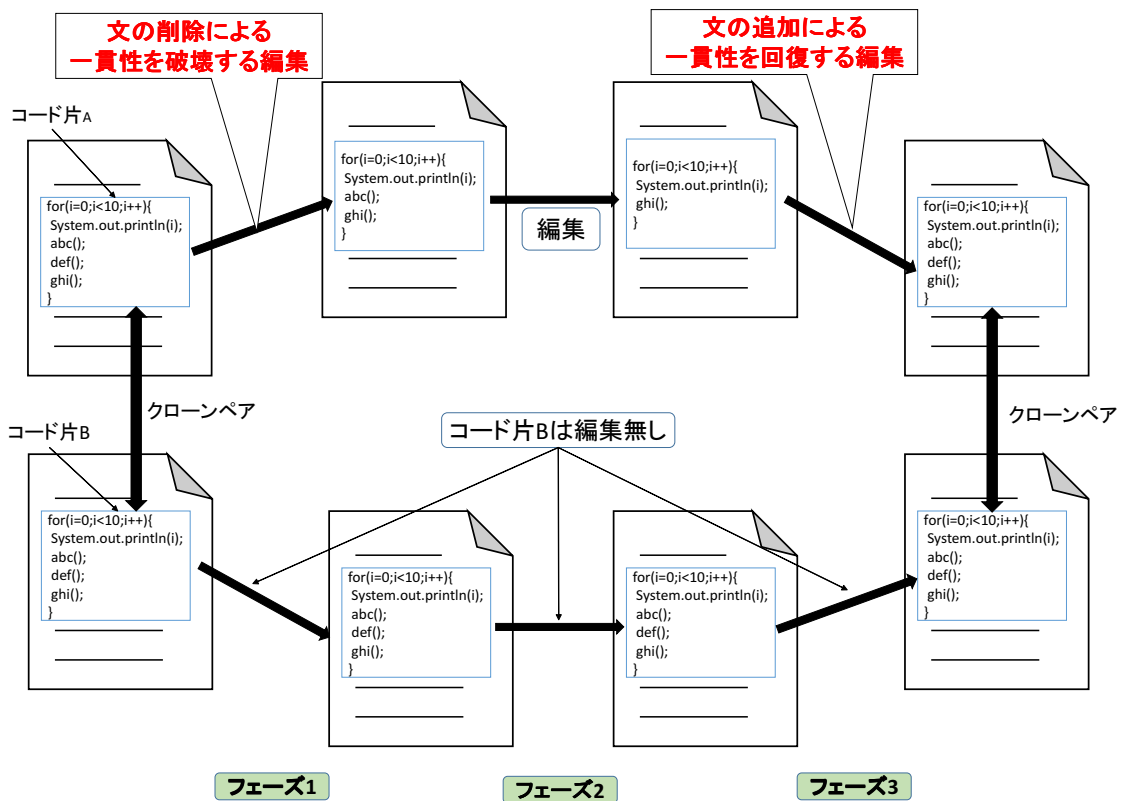 文の削除による
一貫性を破壊する編集
文の追加による
一貫性を回復する編集
コード片A
for(i=0;i<10;i++){
System.out.println(i);
abc();
def();
ghi();
}
for(i=0;i<10;i++){
System.out.println(i);
abc();
ghi();
}
編集
for(i=0;i<10;i++){
System.out.println(i);
ghi();
}
for(i=0;i<10;i++){
System.out.println(i);
abc();
def();
ghi();
}
クローンペア
クローンペア
コード片B
コード片Bは編集無し
for(i=0;i<10;i++){
System.out.println(i);
abc();
def();
ghi();
}
for(i=0;i<10;i++){
System.out.println(i);
abc();
def();
ghi();
}
for(i=0;i<10;i++){
System.out.println(i);
abc();
def();
ghi();
}
for(i=0;i<10;i++){
System.out.println(i);
abc();
def();
ghi();
}
フェーズ1
フェーズ2
フェーズ3